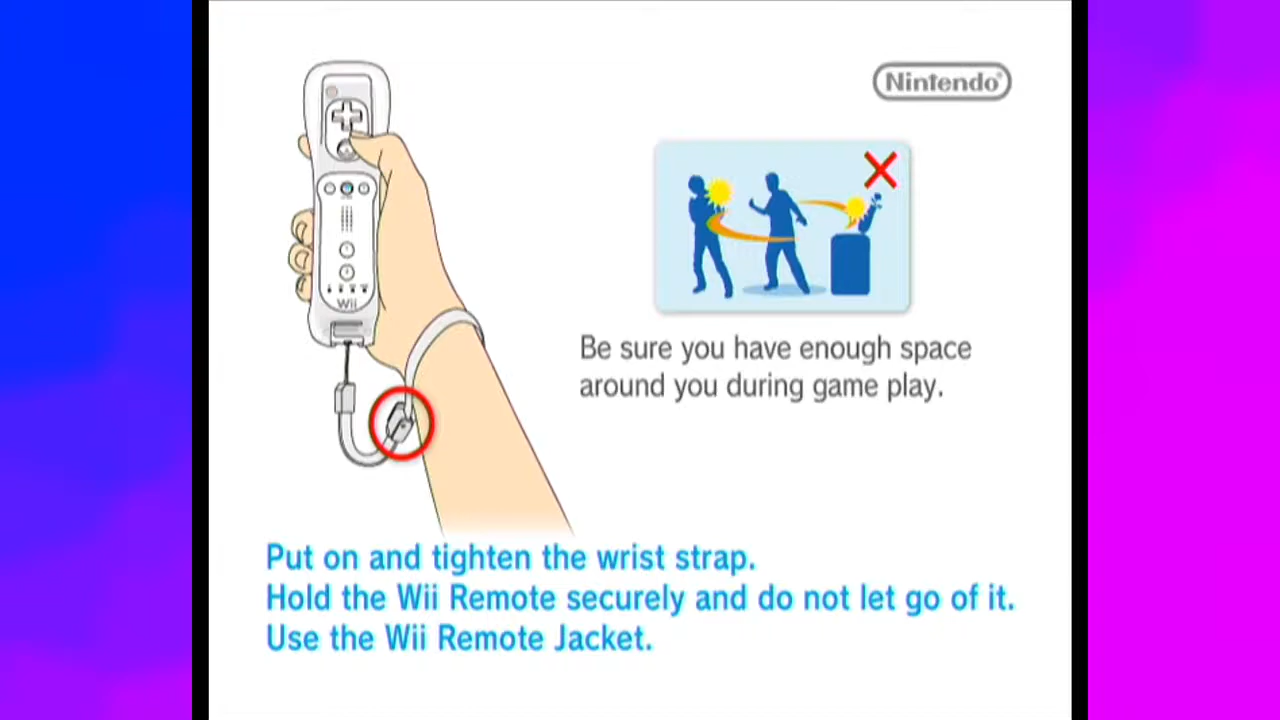 Nintendo®
Wii
Be sure you have enough space
around you during game play.
Put on and tighten the wrist strap.
Hold the Wii Remote securely and do not let go of it.
Use the Wii Remote Jacket.